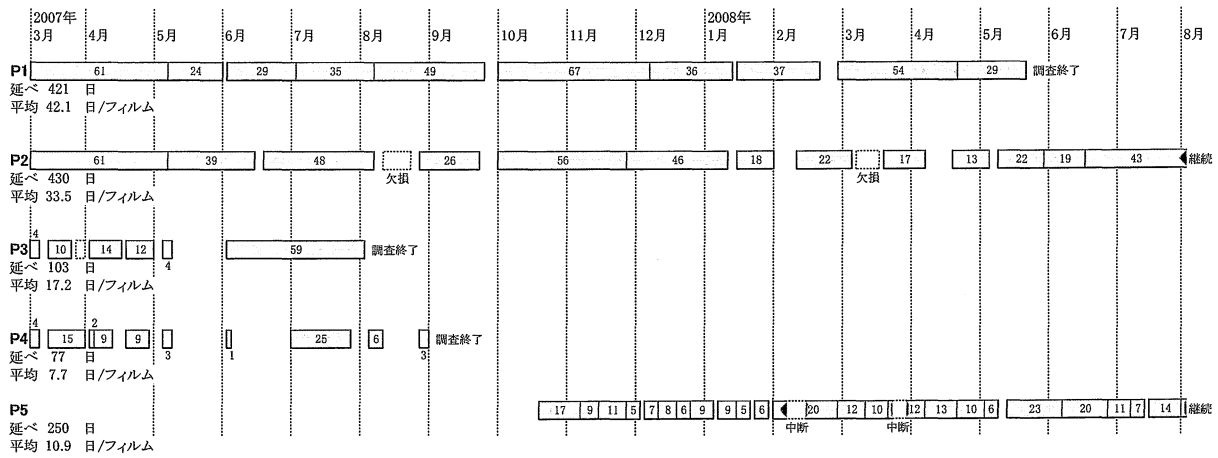 2007年 2008年
3月 4月 5月 6月 7月 8月 9月 10月 11月 12月 1月 2月 3月 4月 5月 6月 7月 8月
P1 61 24 29 35 49 67 36 37 54 29 調査終了
延べ 421 日
平均 42.1 日/フィルム
P2 61 39 48 26 56 46 18 22 17 13 22 19 43 継続
欠損 欠損
延べ 430 日
平均 33.5 日/フィルム
4
P3 10 14 12 59 調査終了
延べ 103 日 4
平均 17.2 日/フィルム
4 2
P4 15 9 9 25 6 調査終了
延べ 77 日 3 1 3
平均 7.7 日/フィルム
P5 17 9 11 5 7 8 6 9 9 5 6 20 12 10 12 13 10 6 23 20 11 7 14 継続
延べ 250 日 中断 中断
平均 10.9 日/フィルム